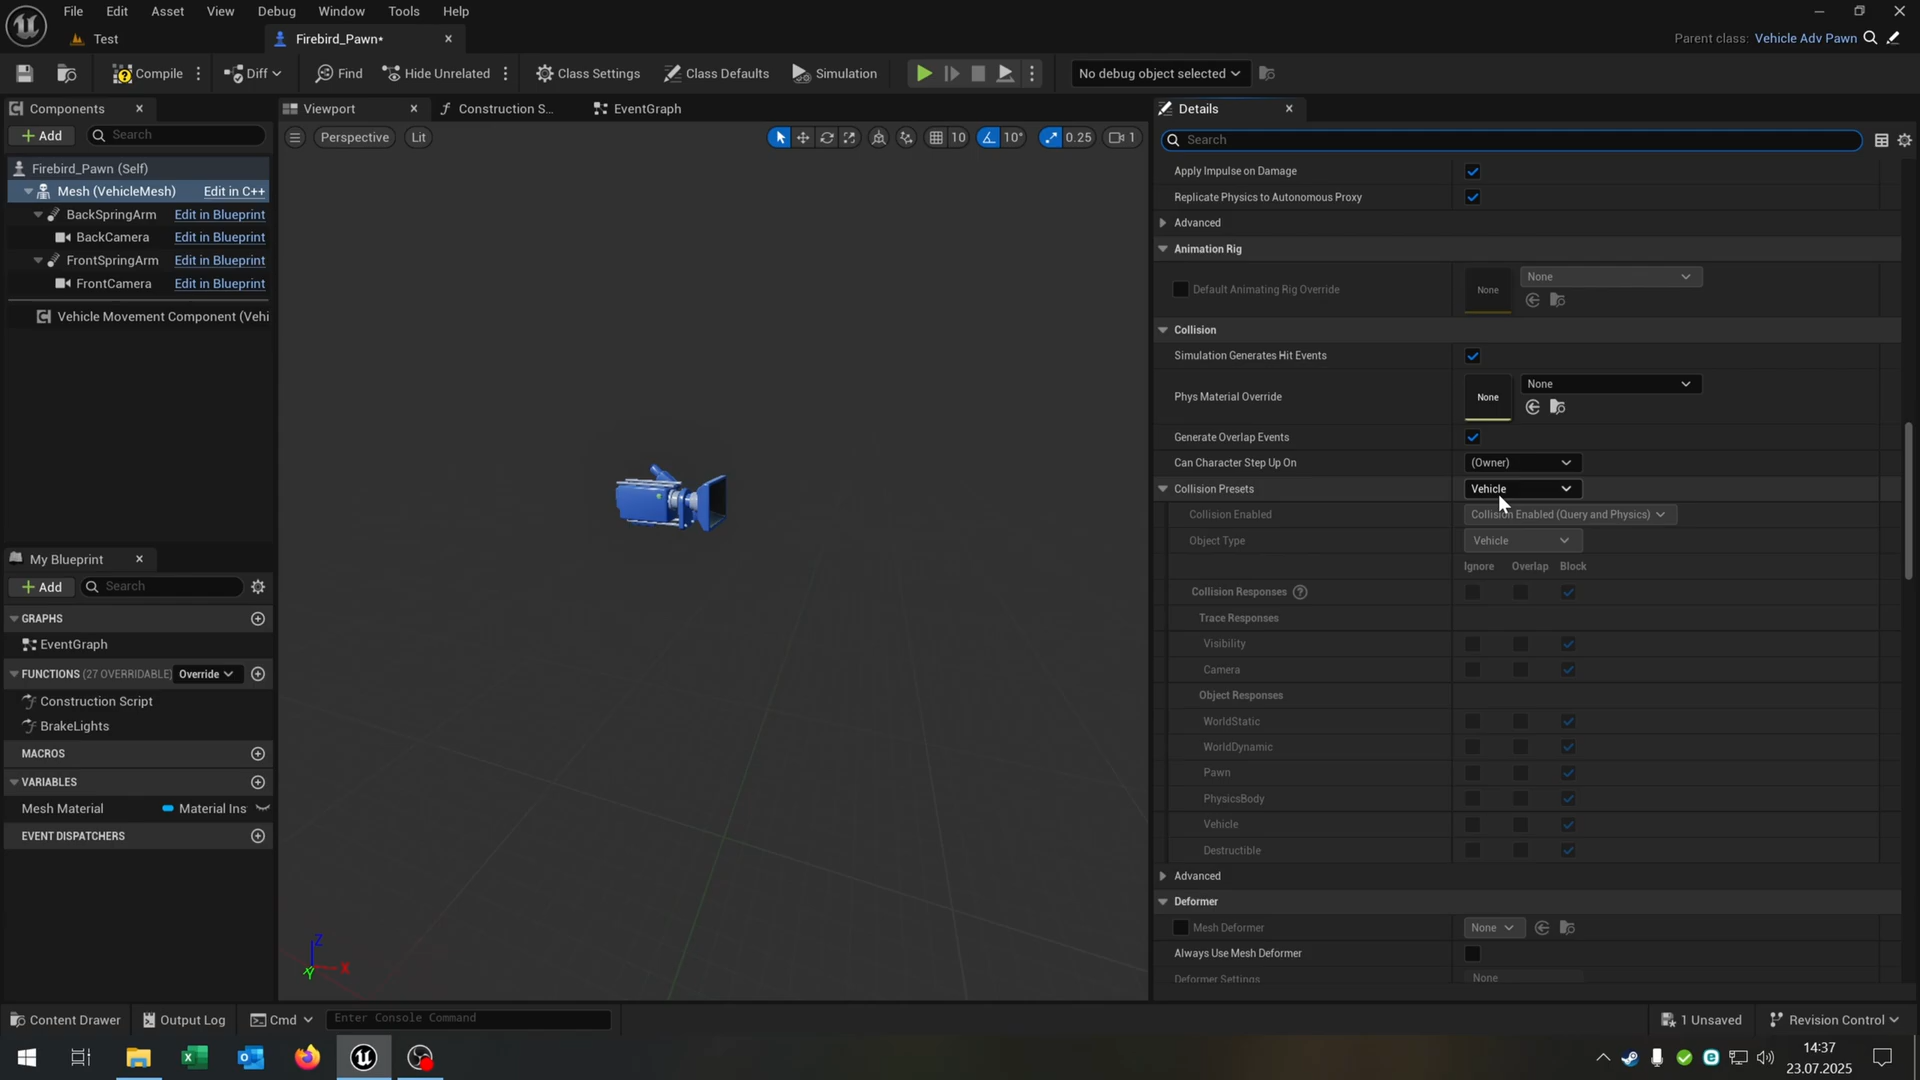 File Edit Asset View Debug Window Tools Help
Test
Firebird_Pawn*
Parent class: Vehicle Adv Pawn
Compile
Diff
Find
Hide Unrelated
Class Settings
Class Defaults
Simulation
No debug object selected
Components
Viewport
Construction S...
EventGraph
Details
Add
Search
Perspective
Lit
10
10°
0.25
1
Search
Firebird_Pawn (Self)
Mesh (VehicleMesh) Edit in C++
BackSpringArm Edit in Blueprint
BackCamera Edit in Blueprint
FrontSpringArm Edit in Blueprint
FrontCamera Edit in Blueprint
Vehicle Movement Component (Vehi
My Blueprint
Add
Search
GRAPHS
EventGraph
FUNCTIONS (27 OVERRIDABLE) Override
Construction Script
BrakeLights
MACROS
VARIABLES
Mesh Material Material Ins
EVENT DISPATCHERS
Z
X
Y
Apply Impulse on Damage
Replicate Physics to Autonomous Proxy
Advanced
Animation Rig
Default Animating Rig Override None None
Collision
Simulation Generates Hit Events
Phys Material Override None None
Generate Overlap Events
Can Character Step Up On (Owner)
Collision Presets Vehicle
Collision Enabled Collision Enabled (Query and Physics)
Object Type Vehicle
Ignore Overlap Block
Collision Responses ?
Trace Responses
Visibility
Camera
Object Responses
WorldStatic
WorldDynamic
Pawn
PhysicsBody
Vehicle
Destructible
Advanced
Deformer
Mesh Deformer None
Always Use Mesh Deformer
Deformer Settings None
Content Drawer
Output Log
Cmd
Enter Console Command
1 Unsaved
Revision Control
14:37
23.07.2025